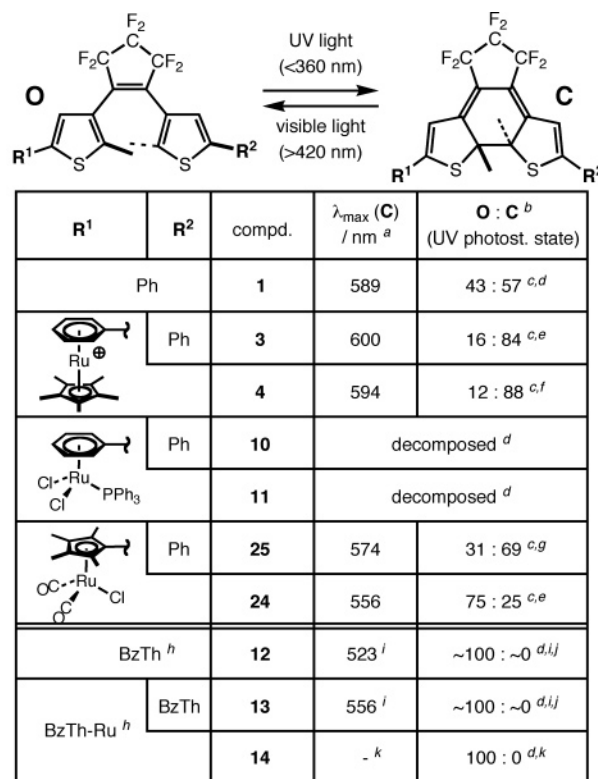 F₂
F₂C C CF₂
F₂C CF₂
O
R¹
S
S
R²
UV light
(<360 nm)
visible light
(>420 nm)
F₂
F₂C C CF₂
C
R¹
S
S
R²
R¹ R² compd. λmax (C) / nm ᵃ O : C ᵇ (UV photost. state)
Ph 1 589 43 : 57 ᶜ,ᵈ
Ru ⊕
Ph 3 600 16 : 84 ᶜ,ᵉ
4 594 12 : 88 ᶜ,ᶠ
Ru
Cl
Cl
PPh₃
Ph 10 decomposed ᵈ
11 decomposed ᵈ
Ru
OC
OC
Cl
Ph 25 574 31 : 69 ᶜ,ᵍ
24 556 75 : 25 ᶜ,ᵉ
BzTh ʰ 12 523 ⁱ ~100 : ~0 ᵈ,ⁱ,ʲ
BzTh-Ru ʰ BzTh 13 556 ⁱ ~100 : ~0 ᵈ,ⁱ,ʲ
14 - ᵏ 100 : 0 ᵈ,ᵏ